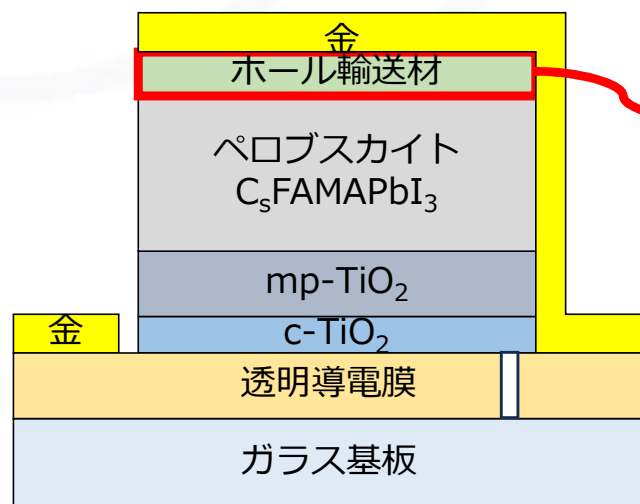 金
ホール輸送材
ペロブスカイト
CsFAMAPbI3
mp-TiO2
金
c-TiO2
透明導電膜
ガラス基板